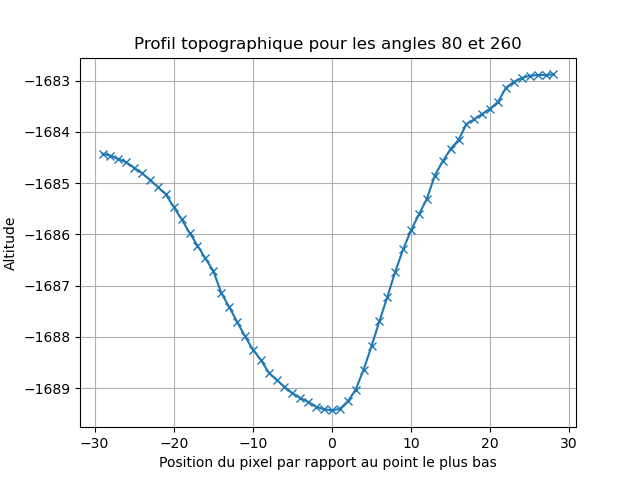 Profil topographique pour les angles 80 et 260
−1683
−1684
−1685
−1686
−1687
−1688
−1689
Altitude
−30 −20 −10 0 10 20 30
Position du pixel par rapport au point le plus bas